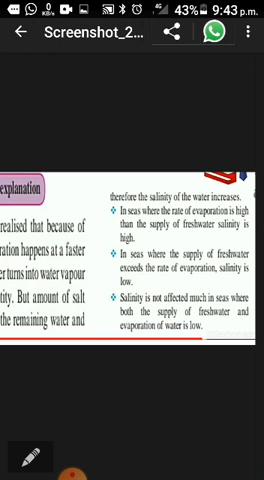 0
KB/s
4G
43%
9:43 p.m.
Screenshot_2...
explanation
realised that because of
ration happens at a faster
er turns into water vapour
tity. But amount of salt
the remaining water and
therefore the salinity of the water increases.
❖ In seas where the rate of evaporation is high
than the supply of freshwater salinity is
high.
❖ In seas where the supply of freshwater
exceeds the rate of evaporation, salinity is
low.
❖ Salinity is not affected much in seas where
both the supply of freshwater and
evaporation of water is low.